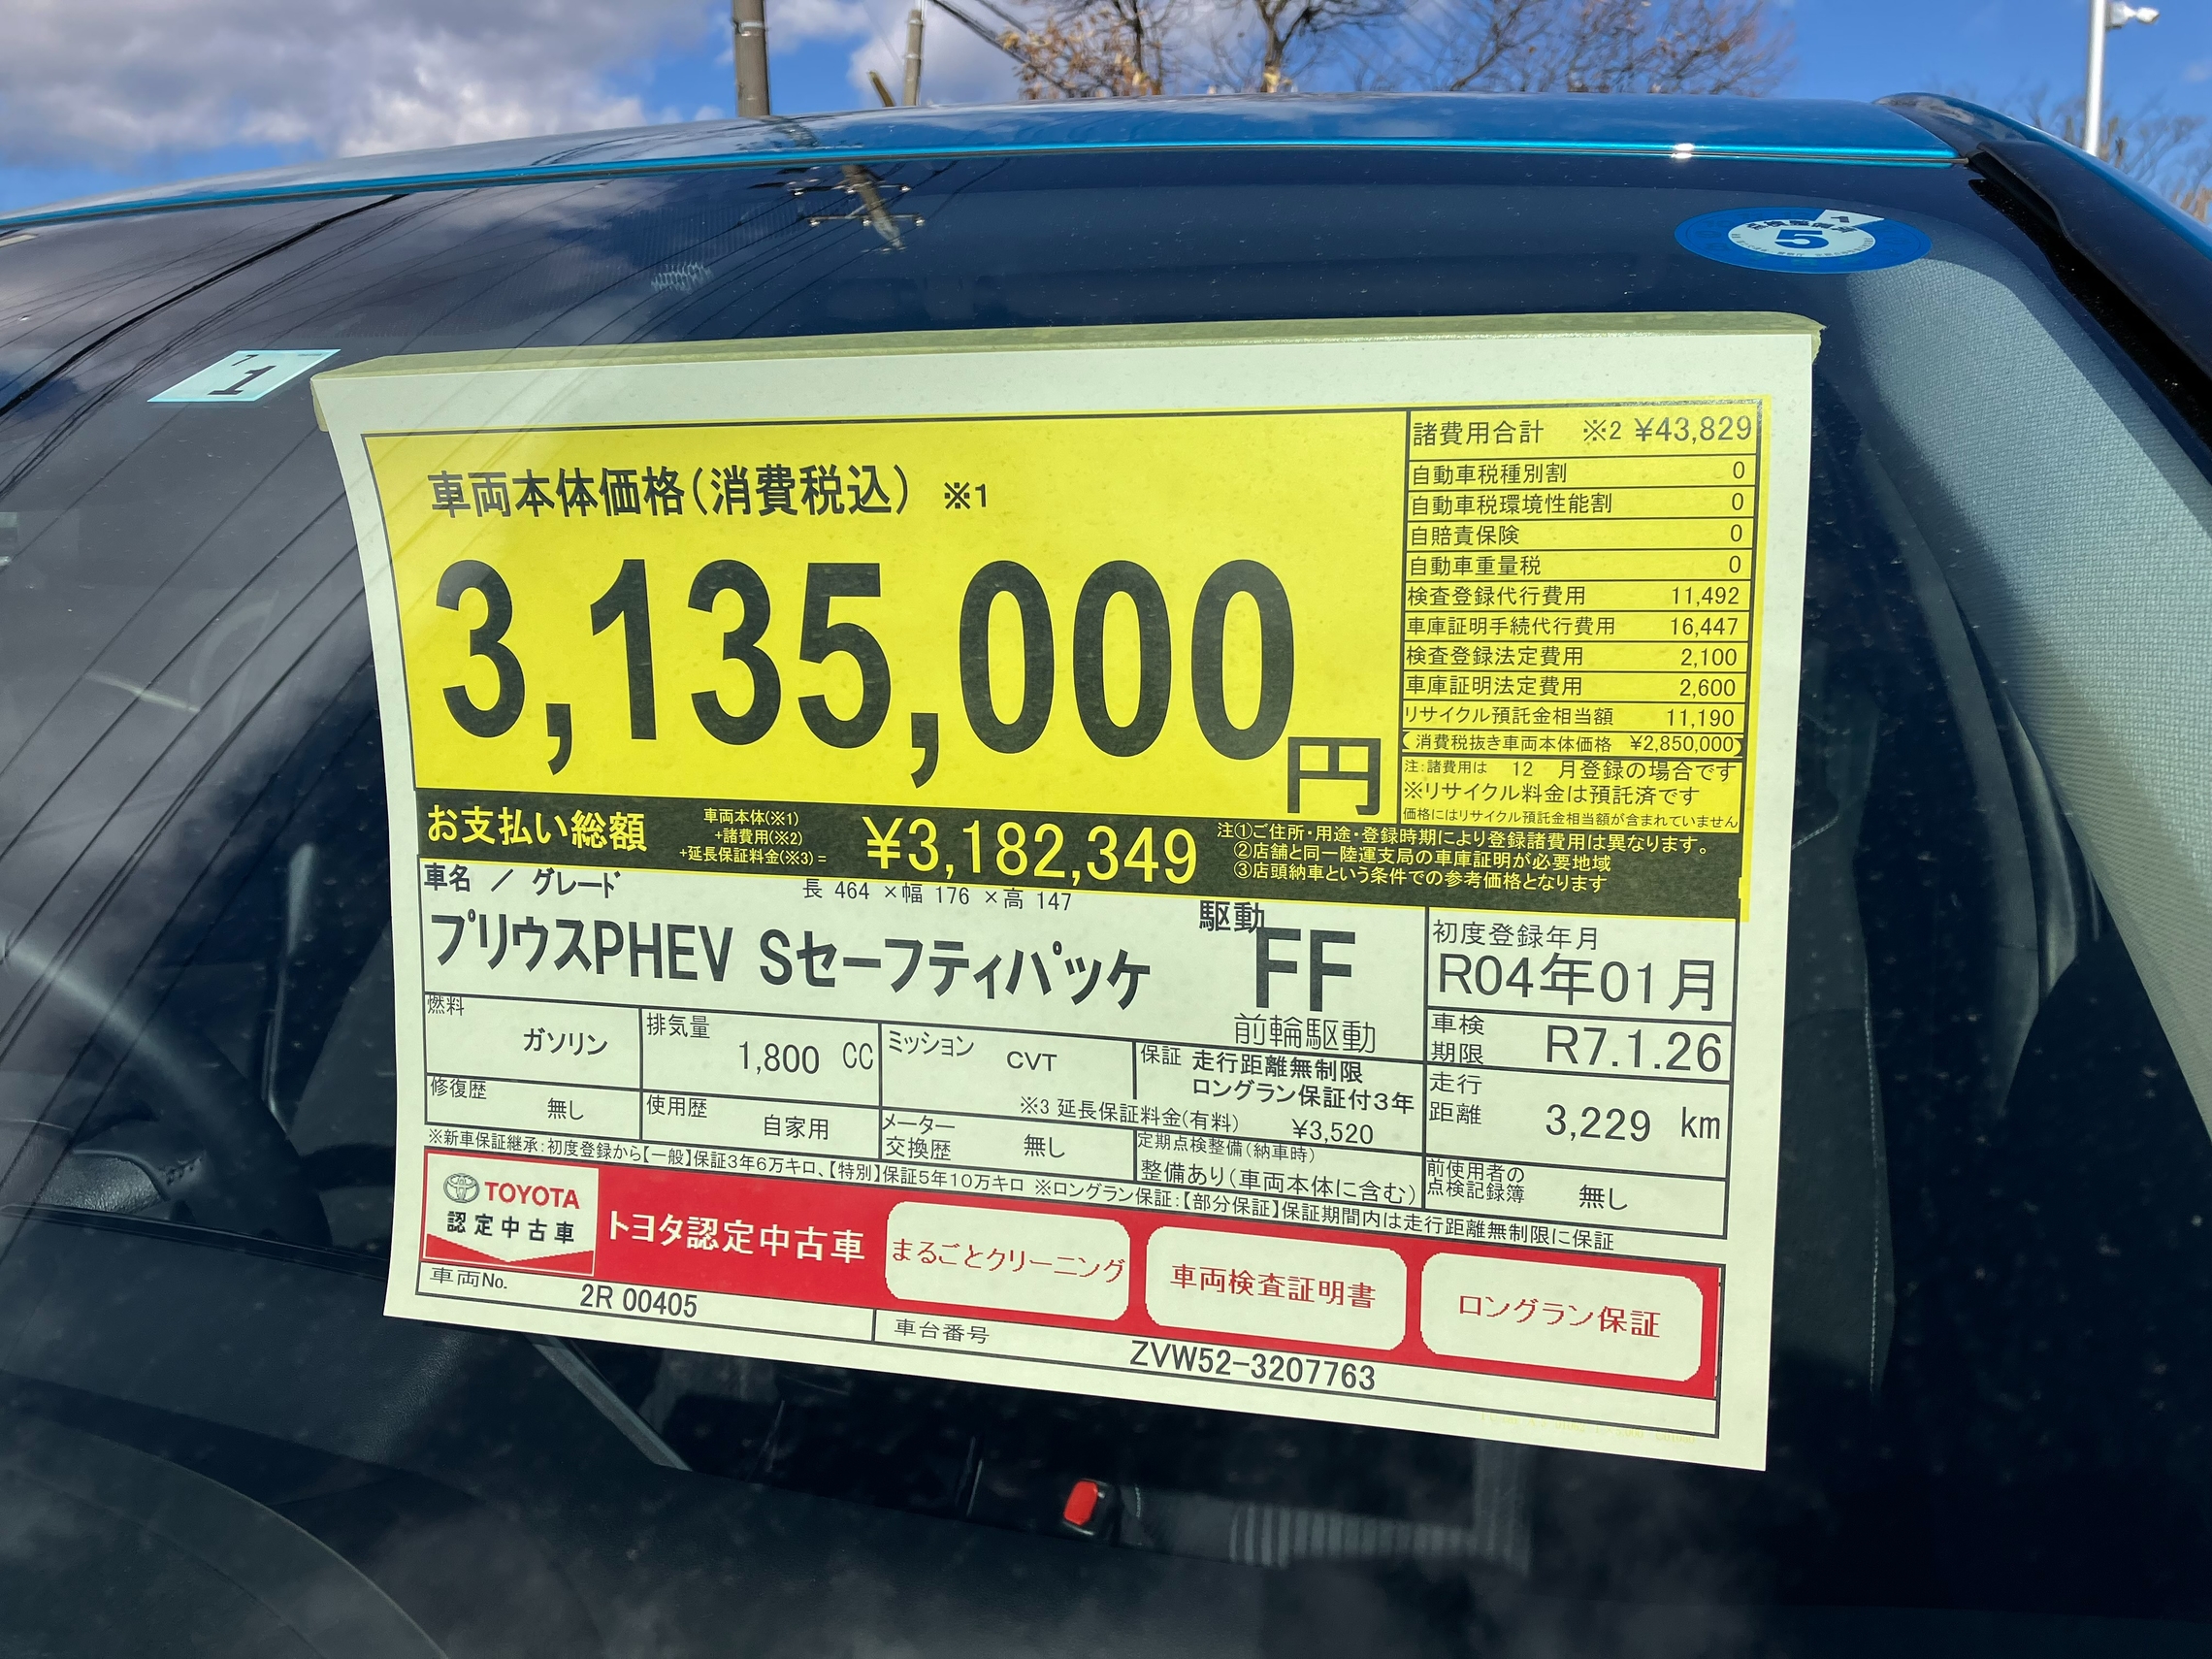 5
1
車両本体価格(消費税込) ※1
3,135,000円
諸費用合計 ※2 ¥43,829
自動車税種別割 0
自動車税環境性能割 0
自賠責保険 0
自動車重量税 0
検査登録代行費用 11,492
車庫証明手続代行費用 16,447
検査登録法定費用 2,100
車庫証明法定費用 2,600
リサイクル預託金相当額 11,190
(消費税抜き車両本体価格 ¥2,850,000)
注:諸費用は 12 月登録の場合です
※リサイクル料金は預託済です
価格にはリサイクル預託金相当額が含まれていません
お支払い総額
車両本体(※1)
+諸費用(※2)
+延長保証料金(※3)=
¥3,182,349
注①ご住所・用途・登録時期により登録諸費用は異なります。
②店舗と同一陸運支局の車庫証明が必要地域
③店頭納車という条件での参考価格となります
車名 / グレード
長 464 ×幅 176 ×高 147
プリウスPHEV Sセーフティパッケ
駆動
FF
前輪駆動
初度登録年月
R04年01月
車検期限 R7.1.26
走行距離 3,229 km
燃料 ガソリン
排気量 1,800 CC
ミッション CVT
保証 走行距離無制限
ロングラン保証付3年
※3 延長保証料金(有料) ¥3,520
修復歴 無し
使用歴 自家用
メーター交換歴 無し
定期点検整備(納車時)
整備あり(車両本体に含む)
前使用者の点検記録簿 無し
※新車保証継承:初度登録から【一般】保証3年6万キロ、【特別】保証5年10万キロ ※ロングラン保証:【部分保証】保証期間内は走行距離無制限に保証
TOYOTA
認定中古車
トヨタ認定中古車
まるごとクリーニング
車両検査証明書
ロングラン保証
車両No. 2R 00405
車台番号 ZVW52-3207763